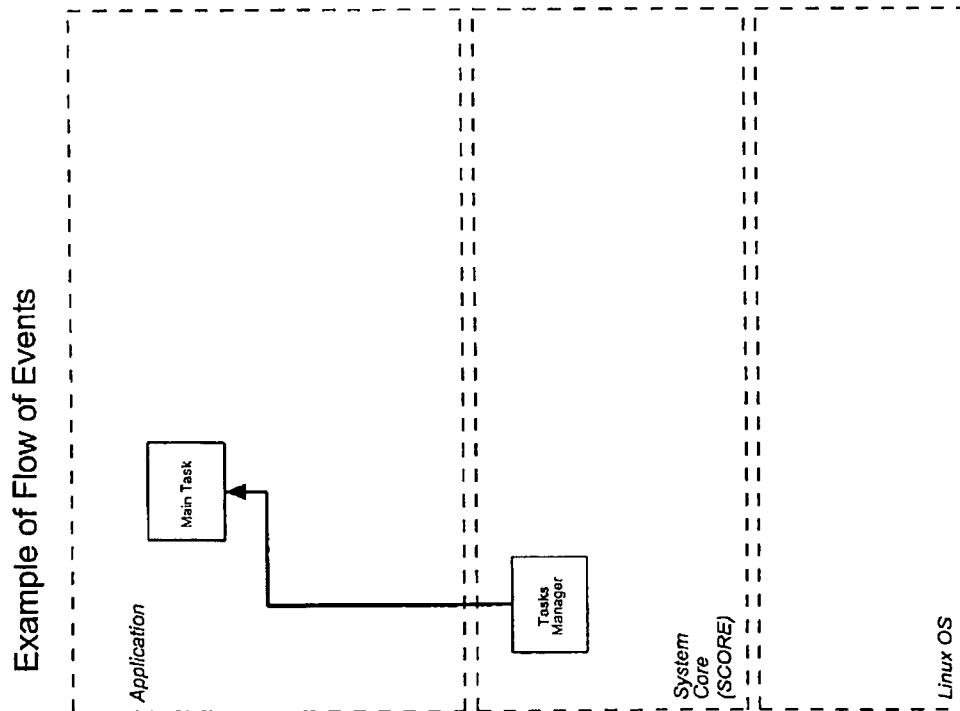 Example of Flow of Events
Application
Main Task
Tasks
Manager
System
Core
(SCORE)
Linux OS